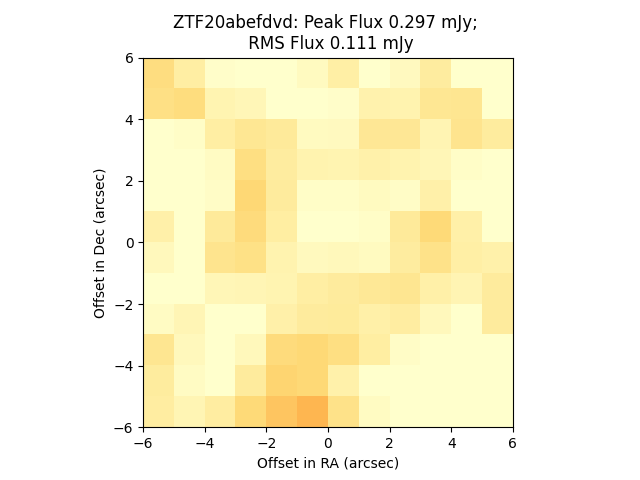 ZTF20abefdvd: Peak Flux 0.297 mJy;
RMS Flux 0.111 mJy
6
4
2
0
−2
−4
−6
Offset in Dec (arcsec)
−6 −4 −2 0 2 4 6
Offset in RA (arcsec)